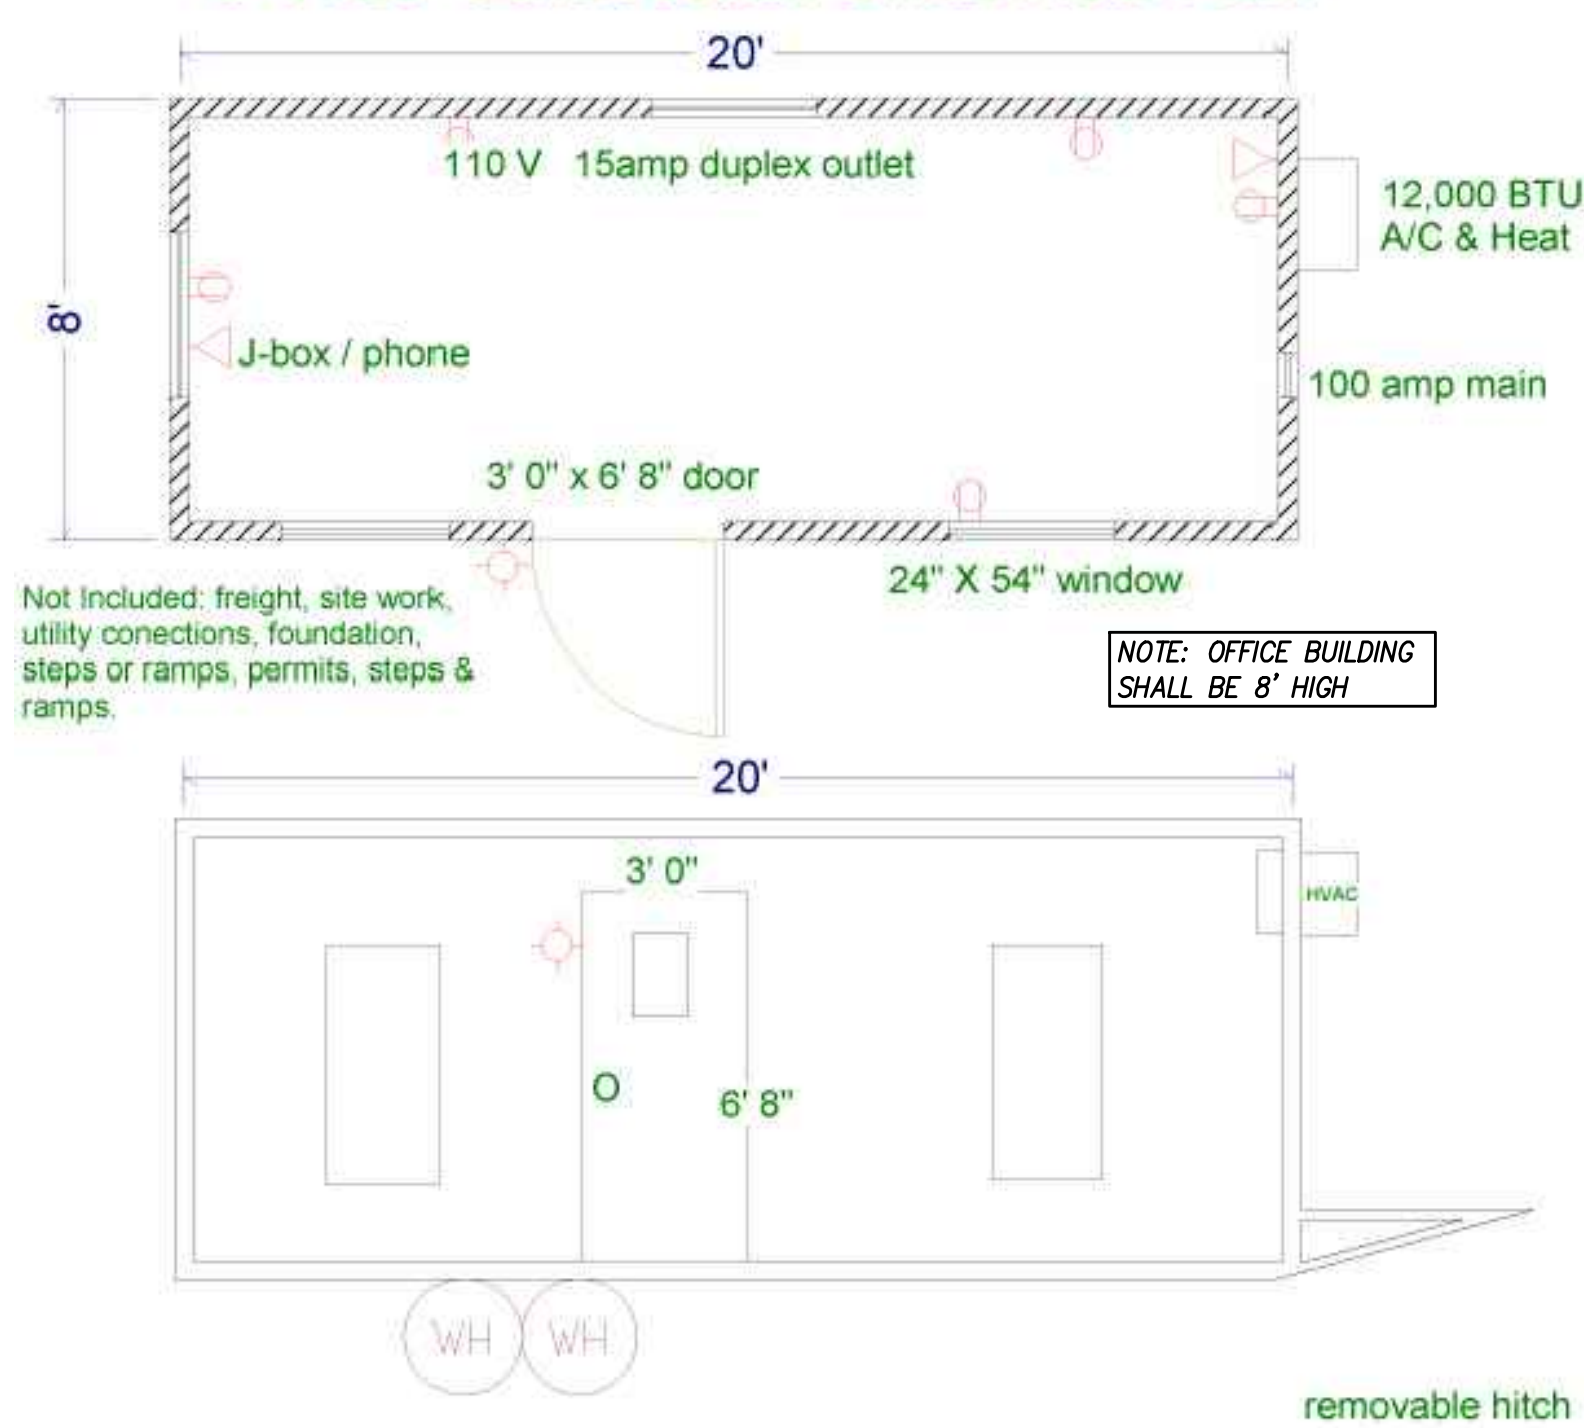 20'
110 V 15amp duplex outlet
12,000 BTU
A/C & Heat
8'
J-box / phone
100 amp main
3' 0" x 6' 8" door
24" X 54" window
Not Included: freight, site work,
utility conections, foundation,
steps or ramps, permits, steps &
ramps.
NOTE: OFFICE BUILDING
SHALL BE 8' HIGH
20'
3' 0"
HVAC
O
6' 8"
WH WH
removable hitch